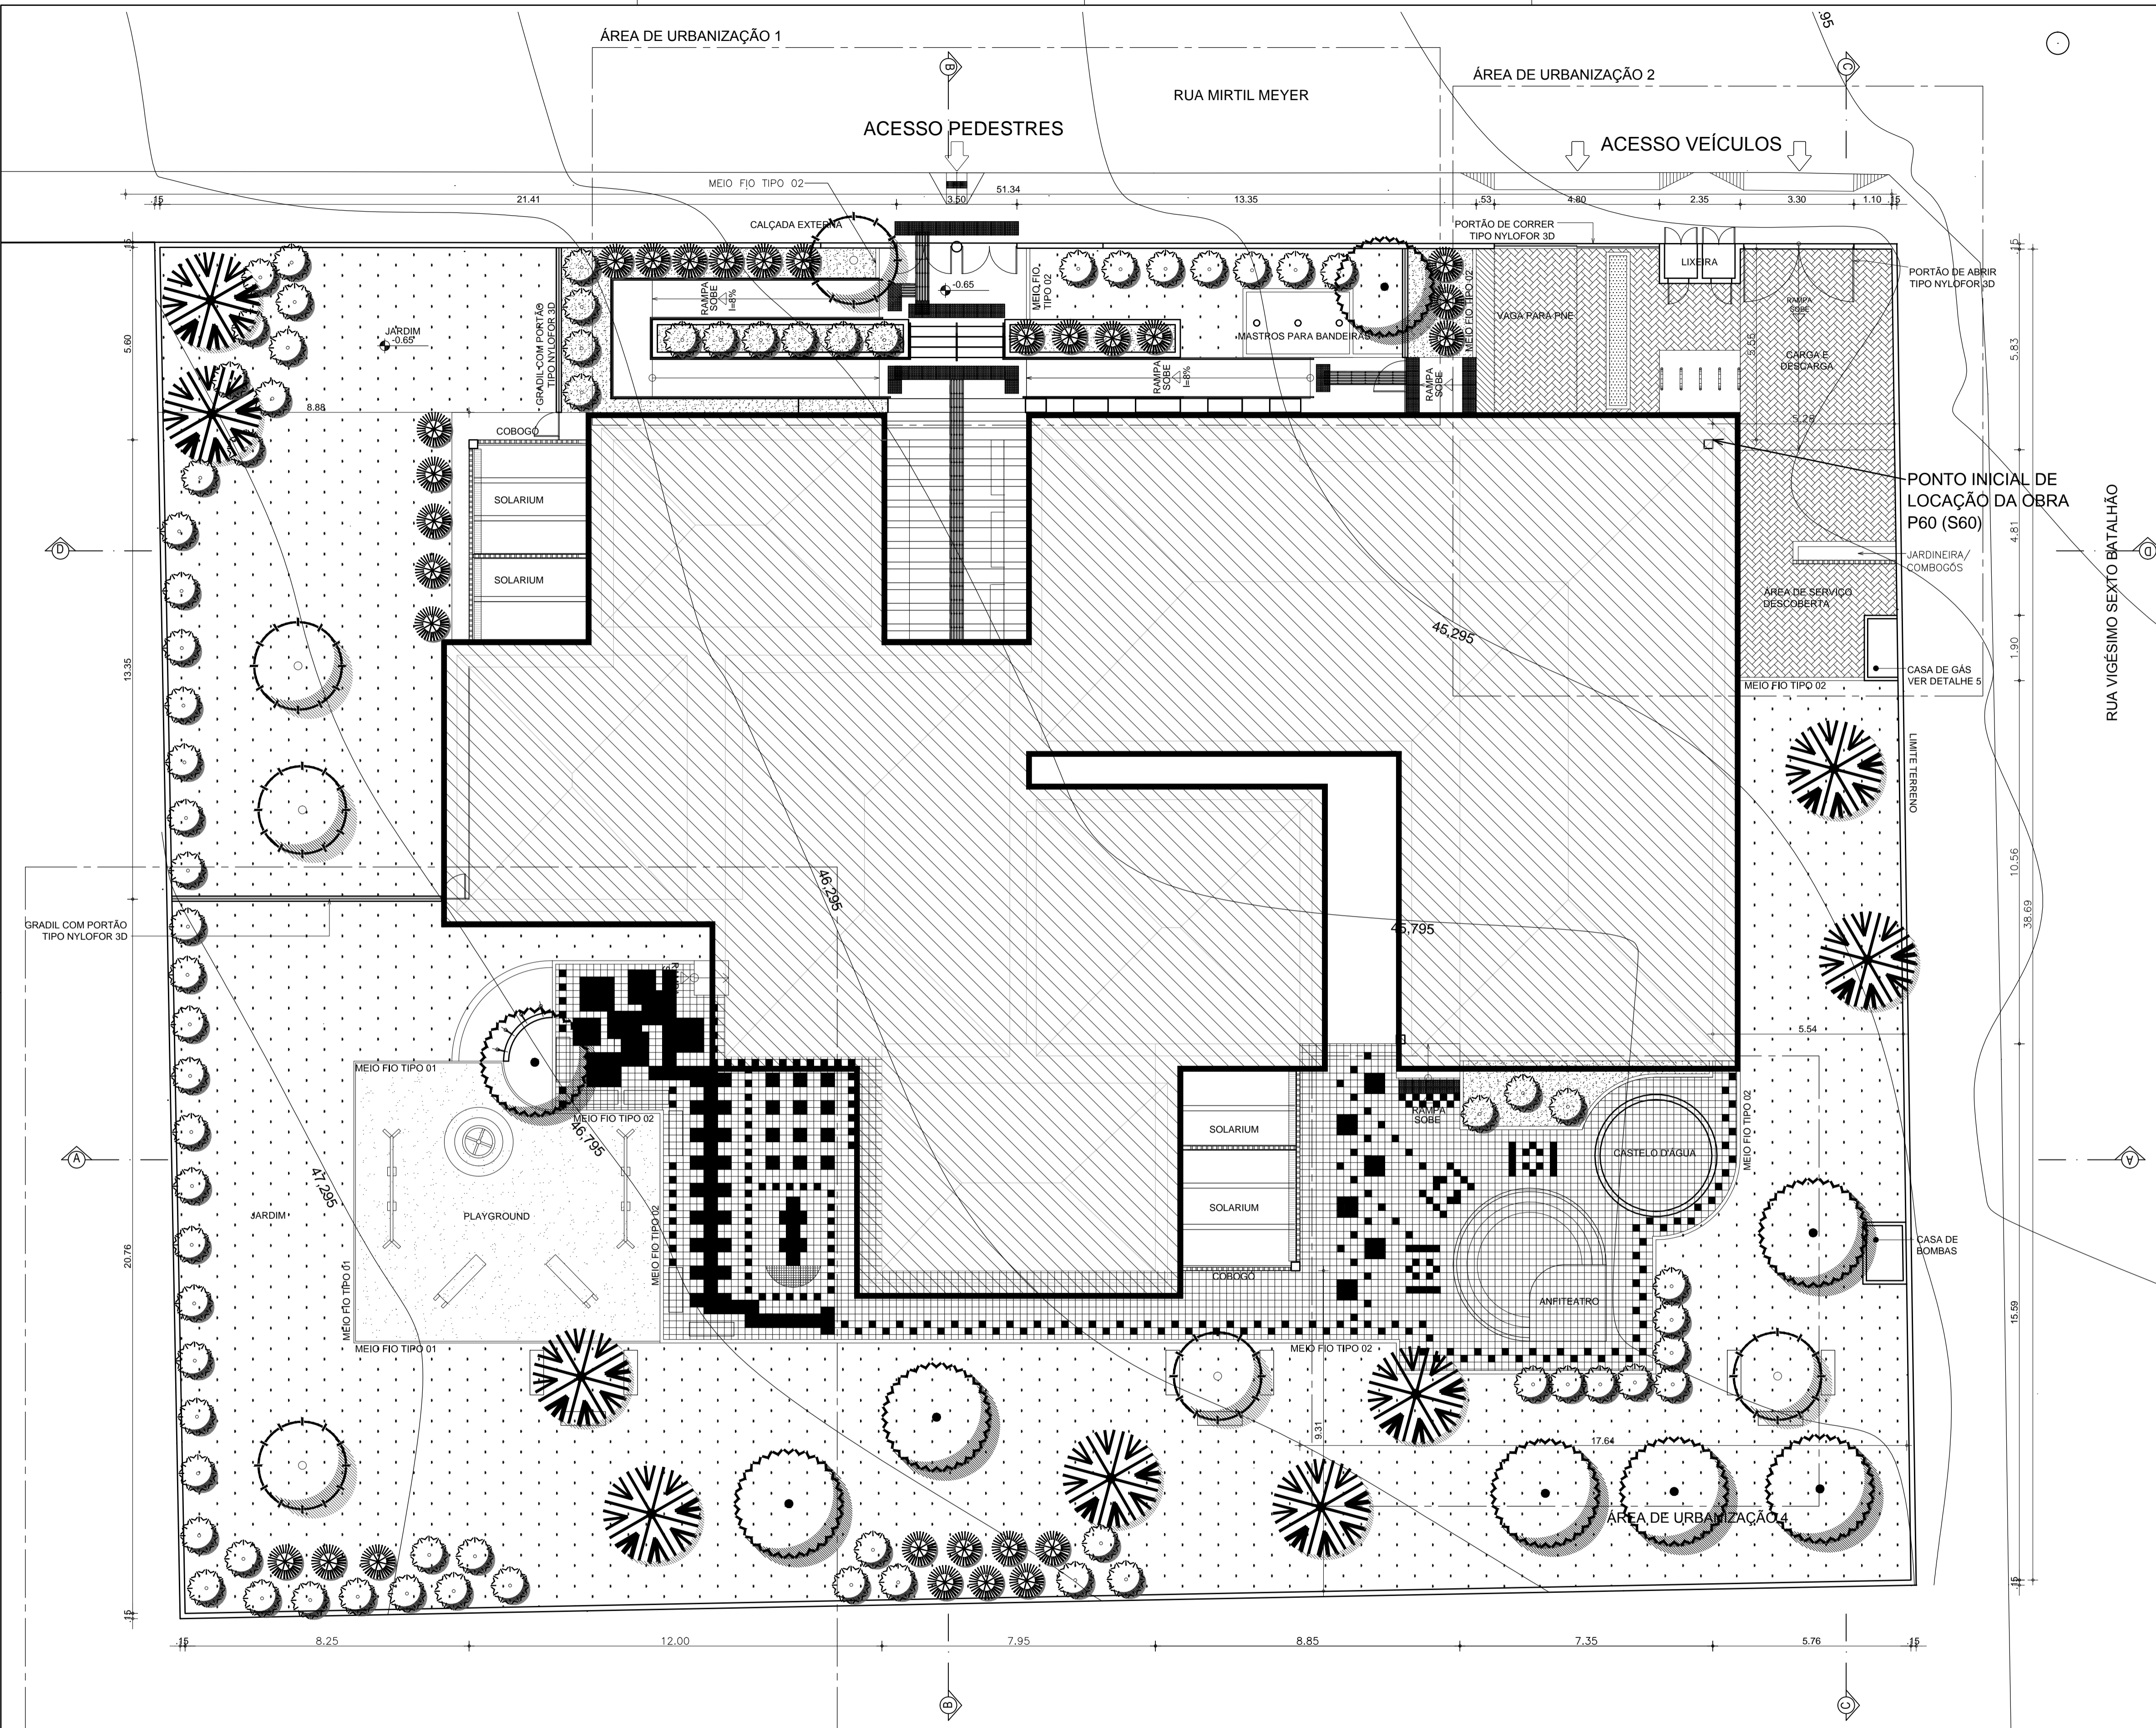 .95
ÁREA DE URBANIZAÇÃO 1
B
C
ÁREA DE URBANIZAÇÃO 2
RUA MIRTIL MEYER
ACESSO PEDESTRES
ACESSO VEÍCULOS
MEIO FIO TIPO 02
51.34
.15
21.41
3.50
13.35
.53
4.80
2.35
3.30
1.10
.15
CALÇADA EXTERNA
PORTÃO DE CORRER
TIPO NYLOFOR 3D
.15
.15
LIXEIRA
PORTÃO DE ABRIR
TIPO NYLOFOR 3D
-0.65
MEIO FIO
TIPO 02
MEIO FIO TIPO 02
RAMPA
SOBE
I=8%
RAMPA
SOBE
VAGA PARA PNE
GRADIL COM PORTÃO
TIPO NYLOFOR 3D
JARDIM
-0.65
MASTROS PARA BANDEIRAS
5.60
5.55
5.83
CARGA E
DESCARGA
RAMPA
SOBE
I=8%
RAMPA
SOBE
8.88
5.28
COBOGO
SOLARIUM
PONTO INICIAL DE
LOCAÇÃO DA OBRA
P60 (S60)
4.81
RUA VIGÉSIMO SEXTO BATALHÃO
D
D
JARDINEIRA/
COMBOGÓS
SOLARIUM
ÁREA DE SERVIÇO
DESCOBERTA
45,295
1.90
13.35
CASA DE GÁS
VER DETALHE 5
MEIO FIO TIPO 02
LIMITE TERRENO
10.56
46,295
38.69
GRADIL COM PORTÃO
TIPO NYLOFOR 3D
45,795
5.54
MEIO FIO TIPO 01
MEIO FIO TIPO 02
46,795
RAMPA
SOBE
MEIO FIO TIPO 02
SOLARIUM
CASTELO D'ÁGUA
A
A
47,295
JARDIM
PLAYGROUND
SOLARIUM
MEIO FIO TIPO 02
CASA DE
BOMBAS
20.76
COBOGO
MEIO FIO TIPO 01
ANFITEATRO
15.59
MEIO FIO TIPO 01
MEIO FIO TIPO 02
9.31
17.64
ÁREA DE URBANIZAÇÃO 4
.15
.15
.15
8.25
12.00
7.95
8.85
7.35
5.76
.15
B
C